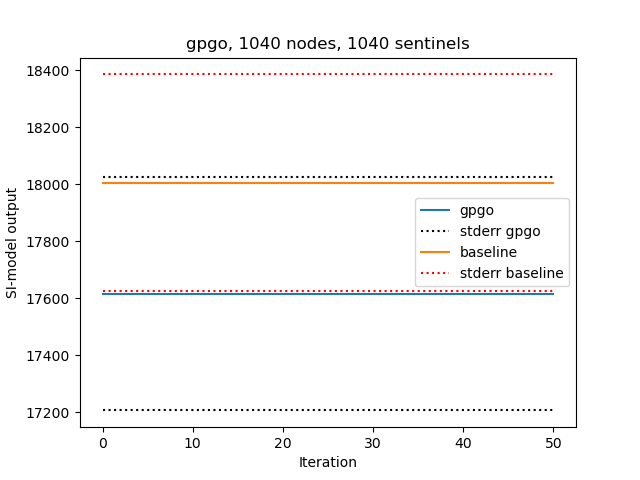 gpgo, 1040 nodes, 1040 sentinels
SI-model output
18400
18200
18000
17800
17600
17400
17200
gpgo
stderr gpgo
baseline
stderr baseline
0 10 20 30 40 50
Iteration